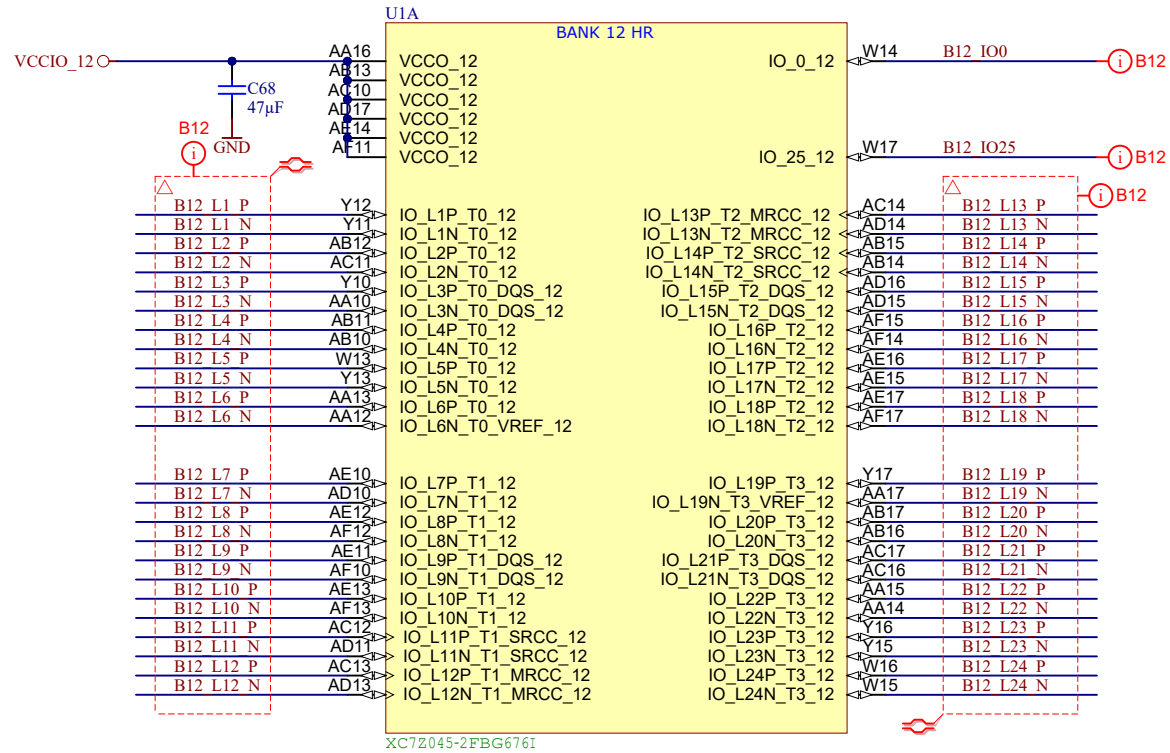 U1A
BANK 12 HR
VCCIO_12
AA16 VCCO_12
AB13 VCCO_12
AC10 VCCO_12
AD17 VCCO_12
AE14 VCCO_12
AF11 VCCO_12
C68
47µF
GND
B12
i
IO_0_12 W14 B12_IO0 i B12
IO_25_12 W17 B12_IO25 i B12
i B12
B12_L1_P Y12 IO_L1P_T0_12
B12_L1_N Y11 IO_L1N_T0_12
B12_L2_P AB12 IO_L2P_T0_12
B12_L2_N AC11 IO_L2N_T0_12
B12_L3_P Y10 IO_L3P_T0_DQS_12
B12_L3_N AA10 IO_L3N_T0_DQS_12
B12_L4_P AB11 IO_L4P_T0_12
B12_L4_N AB10 IO_L4N_T0_12
B12_L5_P W13 IO_L5P_T0_12
B12_L5_N Y13 IO_L5N_T0_12
B12_L6_P AA13 IO_L6P_T0_12
B12_L6_N AA12 IO_L6N_T0_VREF_12
B12_L7_P AE10 IO_L7P_T1_12
B12_L7_N AD10 IO_L7N_T1_12
B12_L8_P AE12 IO_L8P_T1_12
B12_L8_N AF12 IO_L8N_T1_12
B12_L9_P AE11 IO_L9P_T1_DQS_12
B12_L9_N AF10 IO_L9N_T1_DQS_12
B12_L10_P AE13 IO_L10P_T1_12
B12_L10_N AF13 IO_L10N_T1_12
B12_L11_P AC12 IO_L11P_T1_SRCC_12
B12_L11_N AD11 IO_L11N_T1_SRCC_12
B12_L12_P AC13 IO_L12P_T1_MRCC_12
B12_L12_N AD13 IO_L12N_T1_MRCC_12
IO_L13P_T2_MRCC_12 AC14 B12_L13_P
IO_L13N_T2_MRCC_12 AD14 B12_L13_N
IO_L14P_T2_SRCC_12 AB15 B12_L14_P
IO_L14N_T2_SRCC_12 AB14 B12_L14_N
IO_L15P_T2_DQS_12 AD16 B12_L15_P
IO_L15N_T2_DQS_12 AD15 B12_L15_N
IO_L16P_T2_12 AF15 B12_L16_P
IO_L16N_T2_12 AF14 B12_L16_N
IO_L17P_T2_12 AE16 B12_L17_P
IO_L17N_T2_12 AE15 B12_L17_N
IO_L18P_T2_12 AE17 B12_L18_P
IO_L18N_T2_12 AF17 B12_L18_N
IO_L19P_T3_12 Y17 B12_L19_P
IO_L19N_T3_VREF_12 AA17 B12_L19_N
IO_L20P_T3_12 AB17 B12_L20_P
IO_L20N_T3_12 AB16 B12_L20_N
IO_L21P_T3_DQS_12 AC17 B12_L21_P
IO_L21N_T3_DQS_12 AC16 B12_L21_N
IO_L22P_T3_12 AA15 B12_L22_P
IO_L22N_T3_12 AA14 B12_L22_N
IO_L23P_T3_12 Y16 B12_L23_P
IO_L23N_T3_12 Y15 B12_L23_N
IO_L24P_T3_12 W16 B12_L24_P
IO_L24N_T3_12 W15 B12_L24_N
XC7Z045-2FBG676I